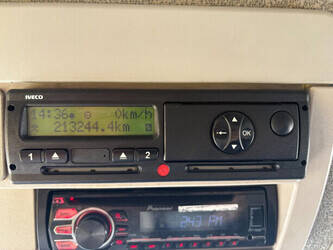 IVECO
14:36 0km/h
213244.4km
1 2 OK
Pioneer
2:43 PM